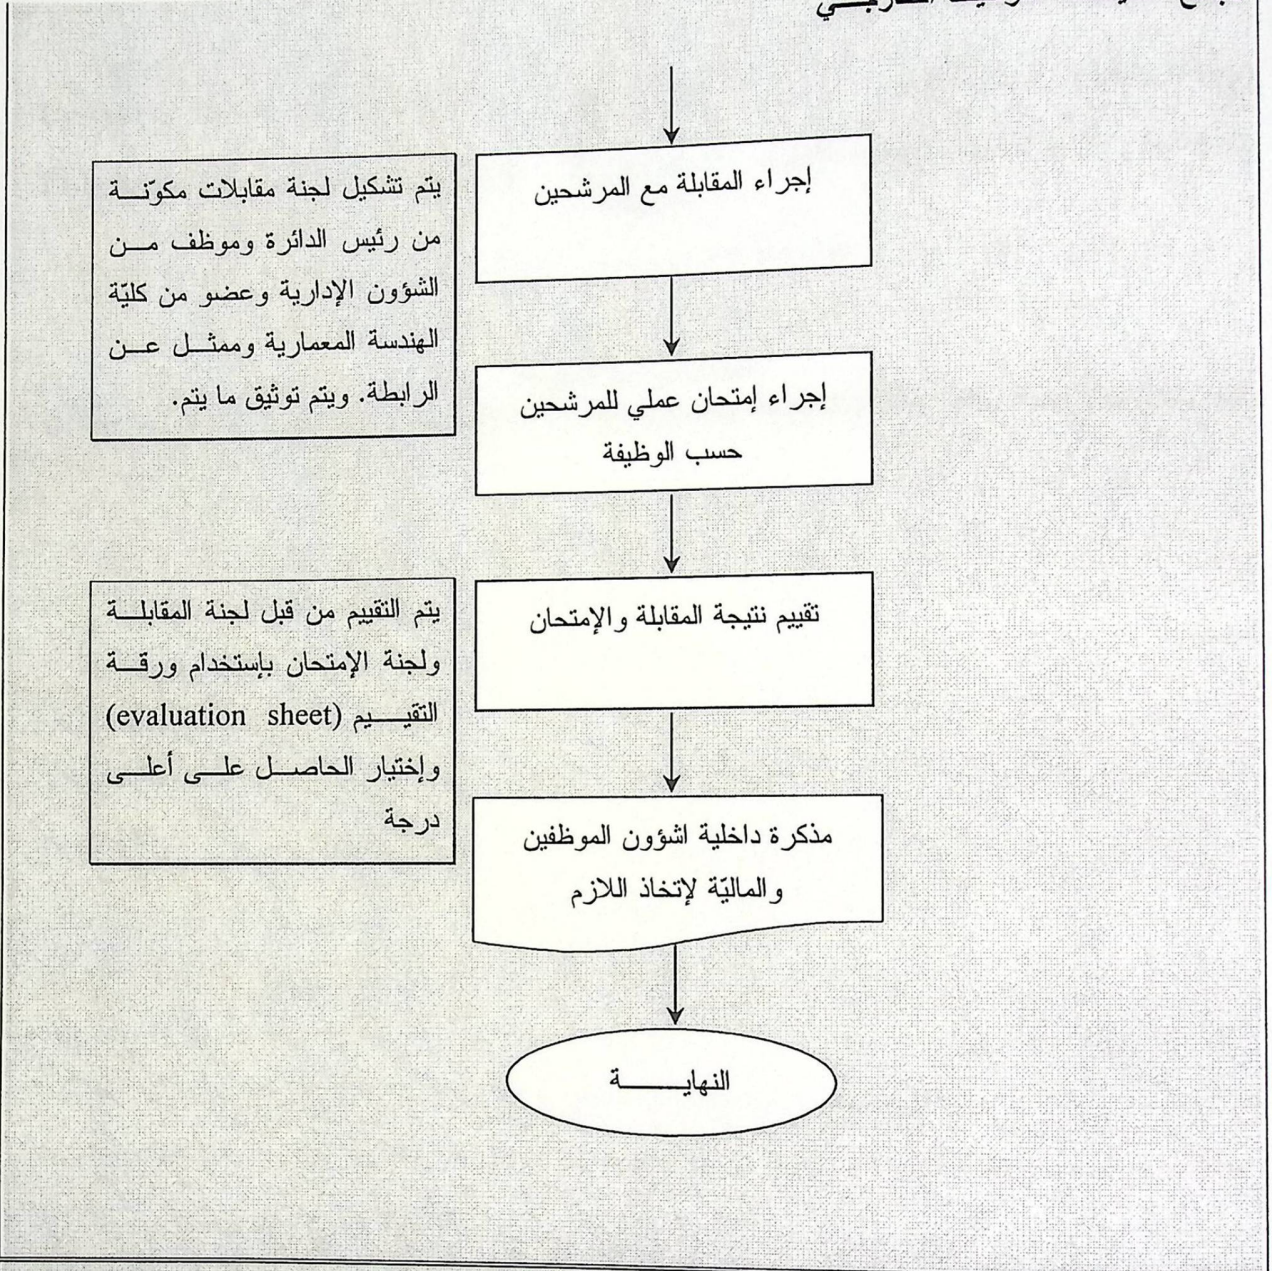 إجراء المقابلة مع المرشحين
يتم تشكيل لجنة مقابلات مكوّنة
من رئيس الدائرة وموظف من
الشؤون الإدارية وعضو من كليّة
الهندسة المعمارية وممثل عن
الرابطة. ويتم توثيق ما يتم.
إجراء إمتحان عملي للمرشحين
حسب الوظيفة
تقييم نتيجة المقابلة والإمتحان
يتم التقييم من قبل لجنة المقابلة
ولجنة الإمتحان بإستخدام ورقة
التقييم (evaluation sheet)
وإختيار الحاصل على أعلى
درجة
مذكرة داخلية اشؤون الموظفين
والماليّة لإتخاذ اللازم
النهاية